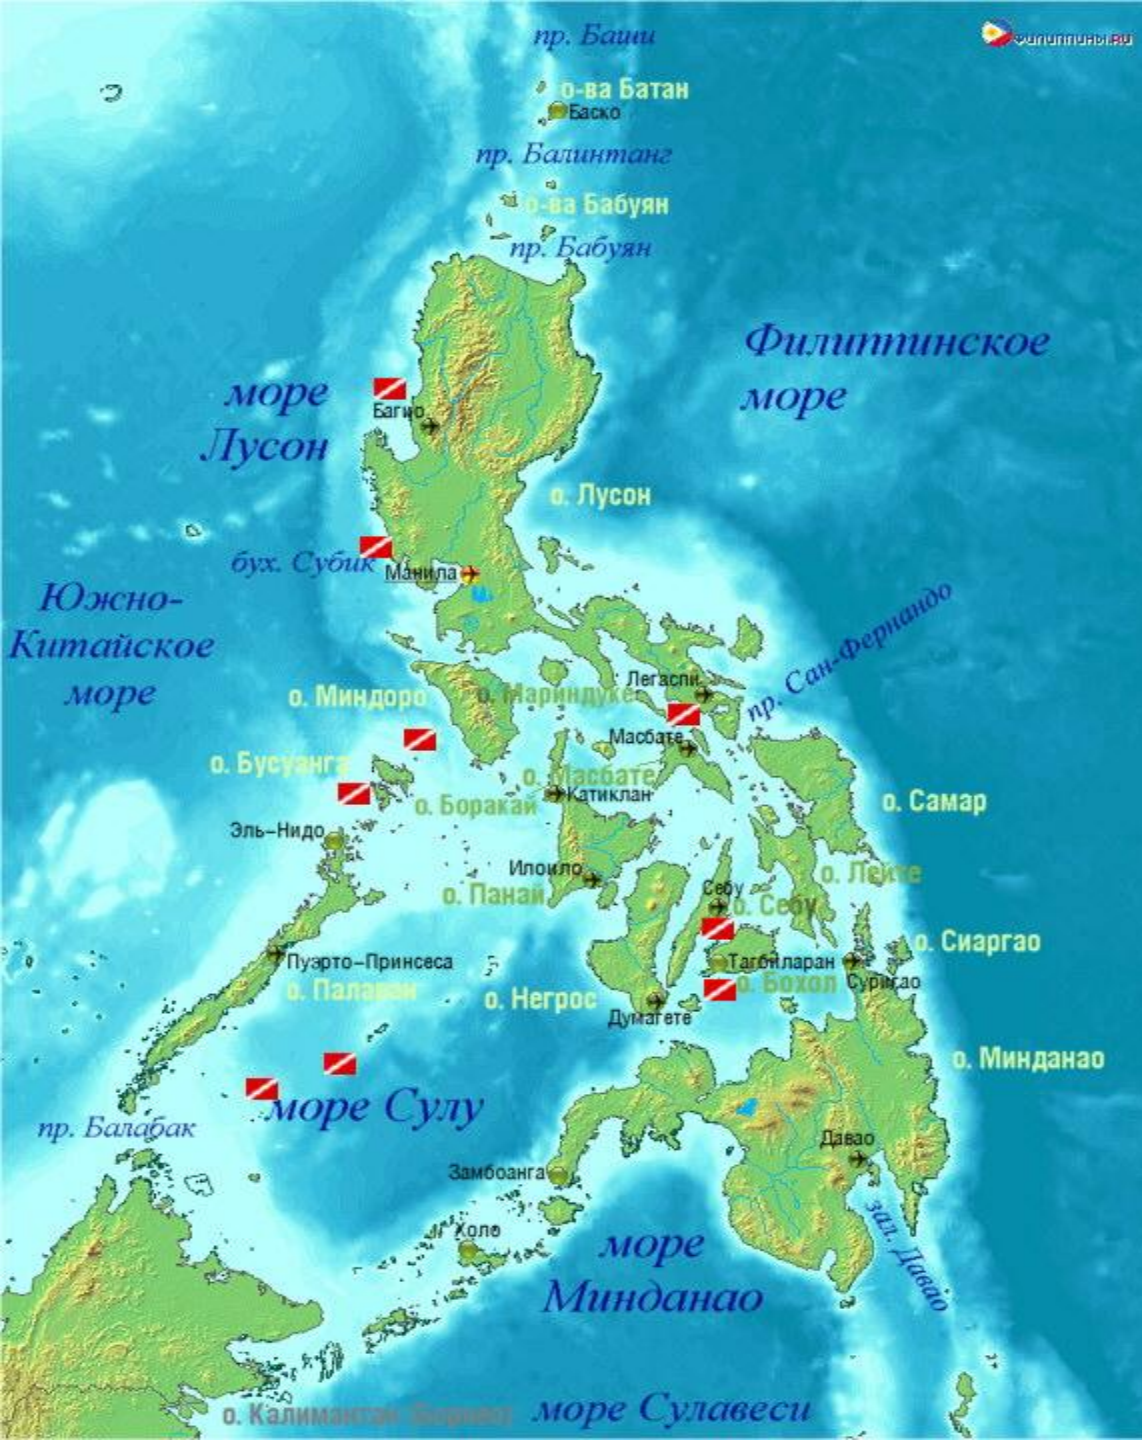 пр. Баши
Филиппины.RU
о-ва Батан
Баско
пр. Балинтанг
о-ва Бабуян
пр. Бабуян
Филиппинское
море
море
Лусон
Багио
о. Лусон
бух. Субик
Манила
Южно-
Китайское
море
пр. Сан-Фернандо
Легаспи
о. Миндоро
о. Мариндуке
Масбате
о. Бусуанга
о. Масбате
Катиклан
о. Боракай
о. Самар
Эль-Нидо
Илоило
о. Панай
о. Лейте
Себу
о. Себу
о. Сиаргао
Пуэрто-Принсеса
Тагбиларан
Суригао
о. Палаван
о. Негрос
о. Бохол
Думагете
о. Минданао
море Сулу
пр. Балабак
Давао
Замбоанга
Холо
зал. Давао
море
Минданао
о. Калимантан (Борнео)
море Сулавеси